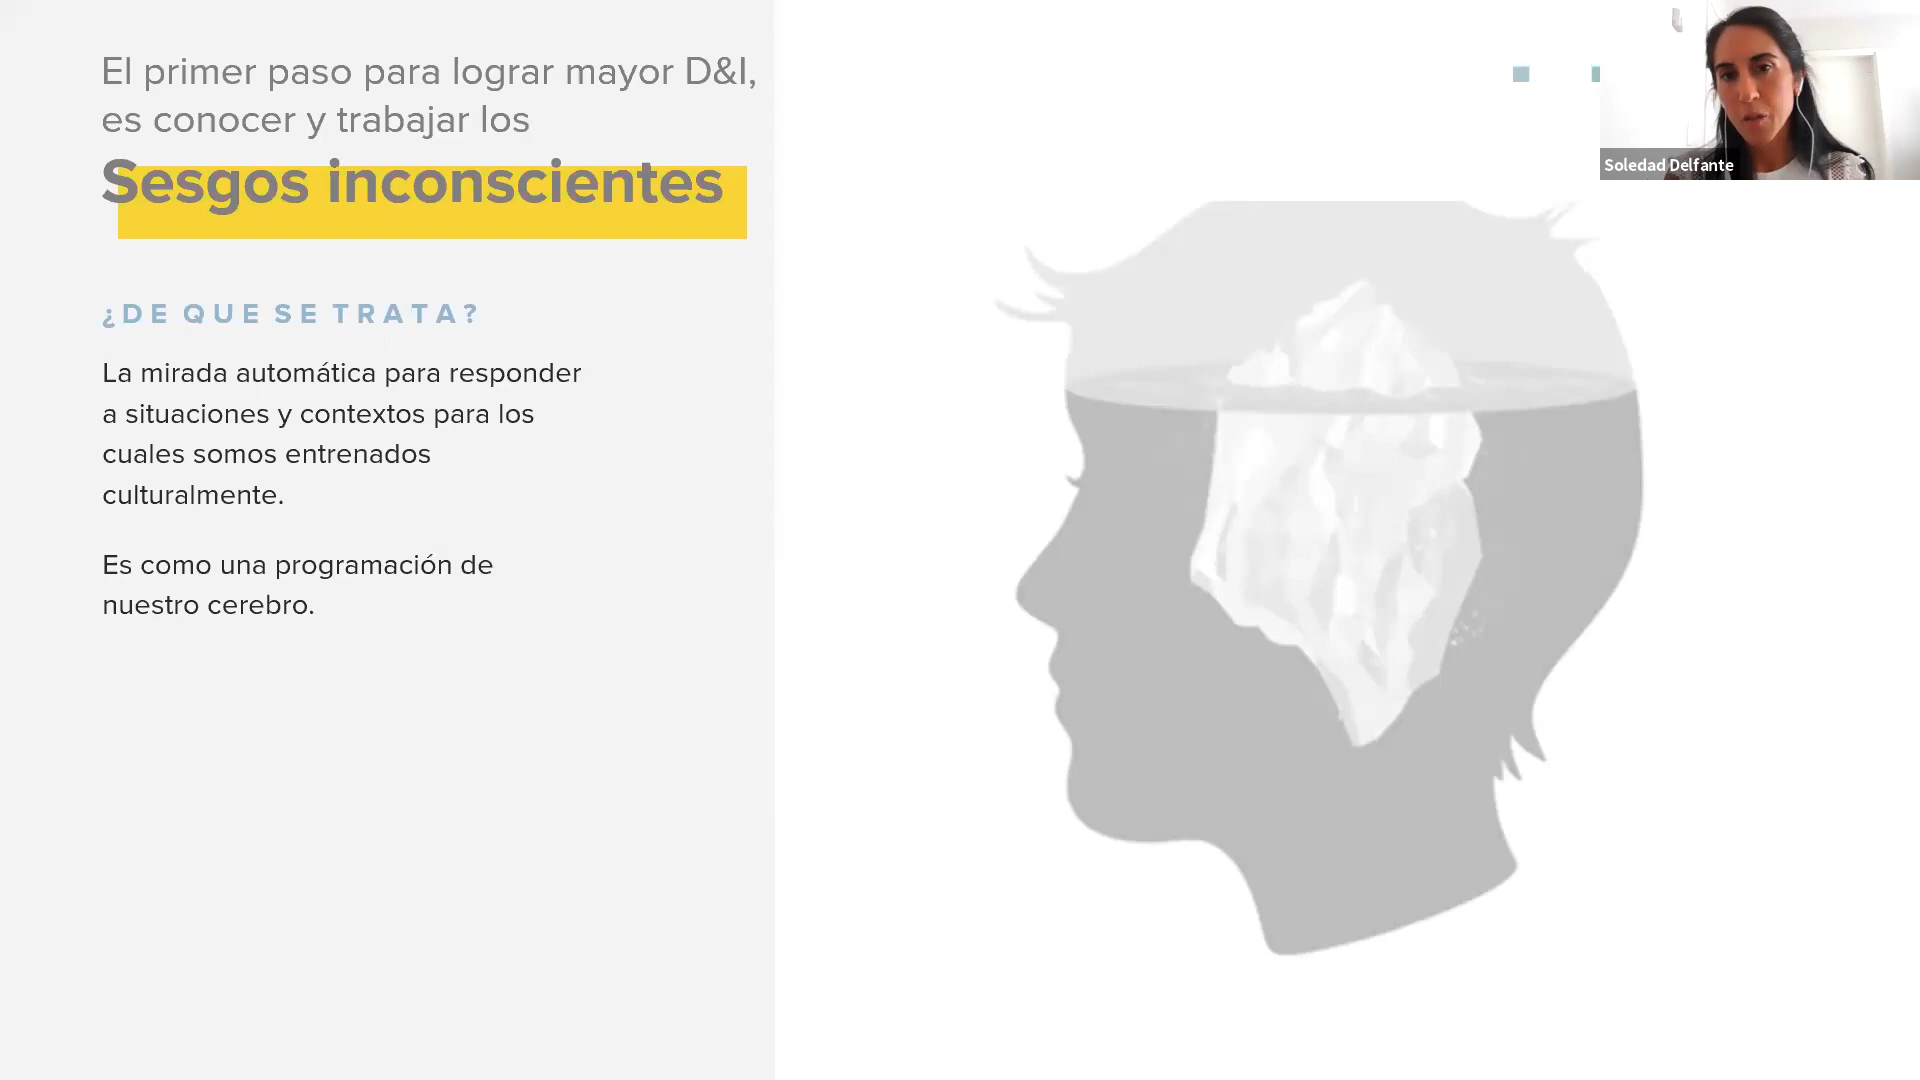 El primer paso para lograr mayor D&I,
es conocer y trabajar los
Sesgos inconscientes
¿DE QUE SE TRATA?
La mirada automática para responder
a situaciones y contextos para los
cuales somos entrenados
culturalmente.
Es como una programación de
nuestro cerebro.
Soledad Delfante